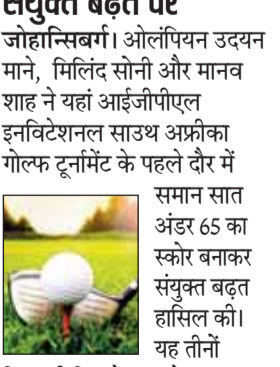 संयुक्त बढ़त पर
जोहान्सिबर्ग। ओलंपियन उदयन
माने, मिलिंद सोनी और मानव
शाह ने यहां आईजीपीएल
इनविटेशनल साउथ अफ्रीका
गोल्फ टूर्नामेंट के पहले दौर में
समान सात
अंडर 65 का
स्कोर बनाकर
संयुक्त बढ़त
हासिल की।
यह तीनों